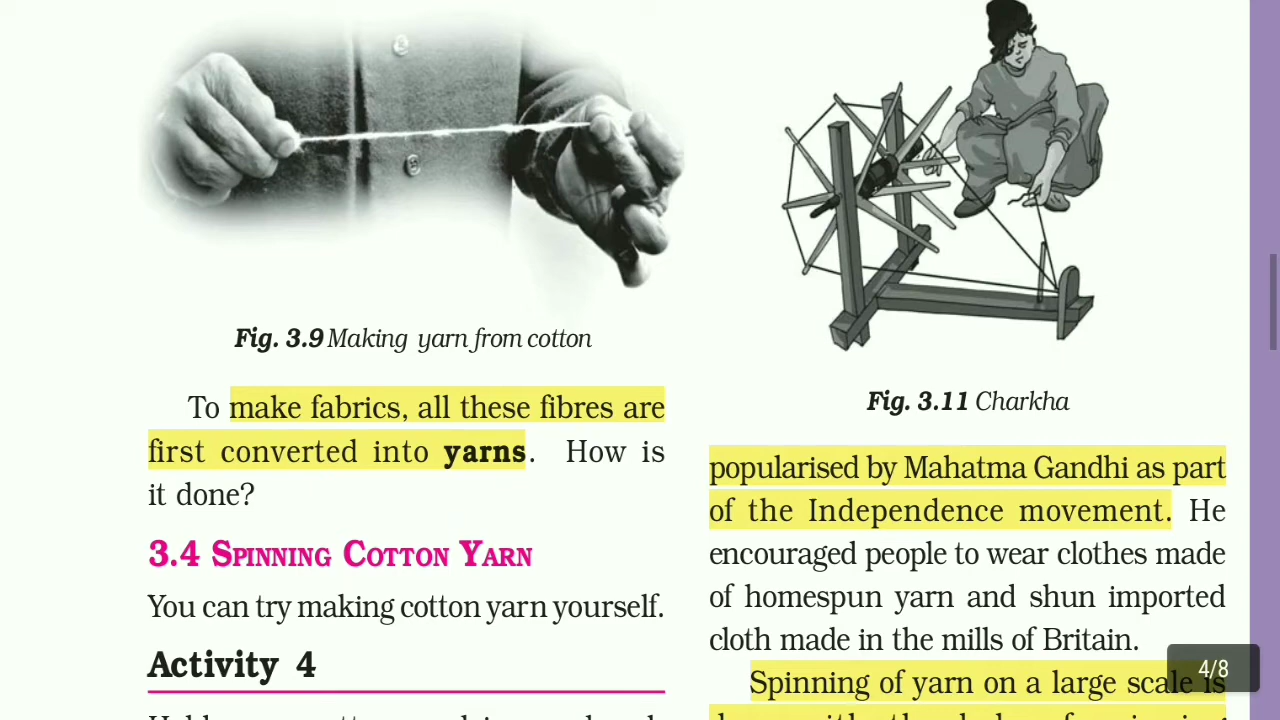 Fig. 3.9 Making yarn from cotton
To make fabrics, all these fibres are
first converted into yarns. How is
it done?
3.4 SPINNING COTTON YARN
You can try making cotton yarn yourself.
Activity 4
Fig. 3.11 Charkha
popularised by Mahatma Gandhi as part
of the Independence movement. He
encouraged people to wear clothes made
of homespun yarn and shun imported
cloth made in the mills of Britain.
Spinning of yarn on a large scale is
4/8